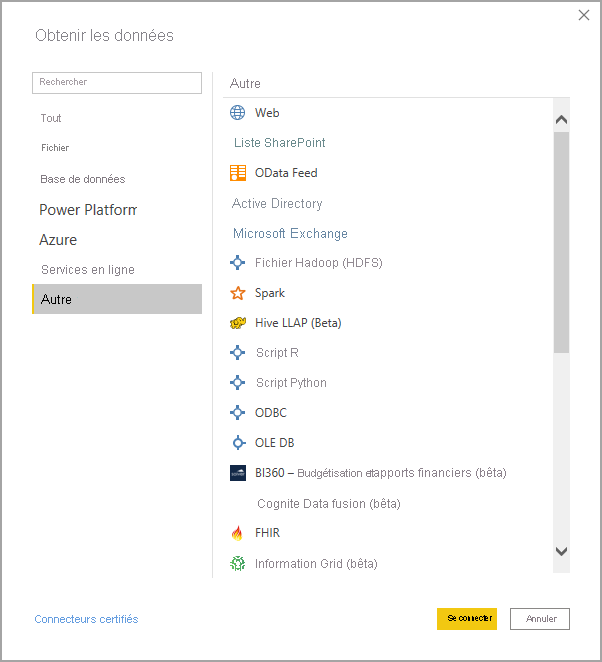 Obtenir les données
Rechercher
Tout
Fichier
Base de données
Power Platform
Azure
Services en ligne
Autre
Autre
Web
Liste SharePoint
OData Feed
Active Directory
Microsoft Exchange
Fichier Hadoop (HDFS)
Spark
Hive LLAP (Beta)
Script R
Script Python
ODBC
OLE DB
BI360 – Budgétisation etapports financiers (bêta)
Cognite Data fusion (bêta)
FHIR
Information Grid (bêta)
Connecteurs certifiés
Se connecter
Annuler